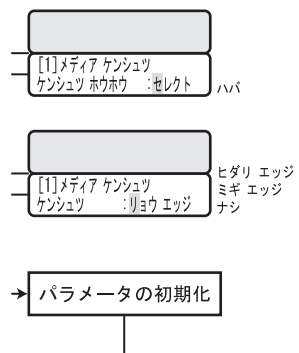 [1]メディア ケンシュツ
ケンシュツ ホウホウ :セレクト
ハバ
[1]メディア ケンシュツ
ケンシュツ :リョウ エッジ
ヒダリ エッジ
ミギ エッジ
ナシ
パラメータの初期化